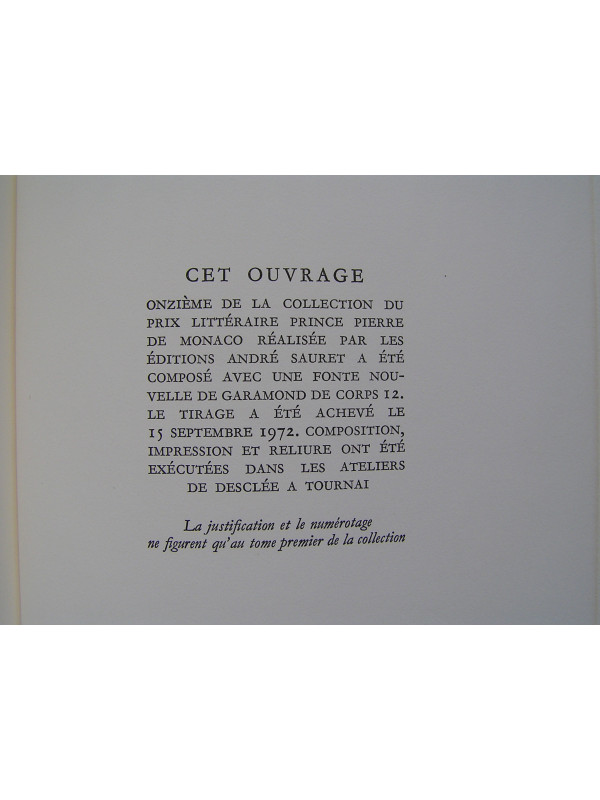 CET OUVRAGE
ONZIÈME DE LA COLLECTION DU
PRIX LITTÉRAIRE PRINCE PIERRE
DE MONACO RÉALISÉE PAR LES
ÉDITIONS ANDRÉ SAURET A ÉTÉ
COMPOSÉ AVEC UNE FONTE NOU-
VELLE DE GARAMOND DE CORPS 12.
LE TIRAGE A ÉTÉ ACHEVÉ LE
15 SEPTEMBRE 1972. COMPOSITION,
IMPRESSION ET RELIURE ONT ÉTÉ
EXÉCUTÉES DANS LES ATELIERS
DE DESCLÉE A TOURNAI
La justification et le numérotage
ne figurent qu'au tome premier de la collection